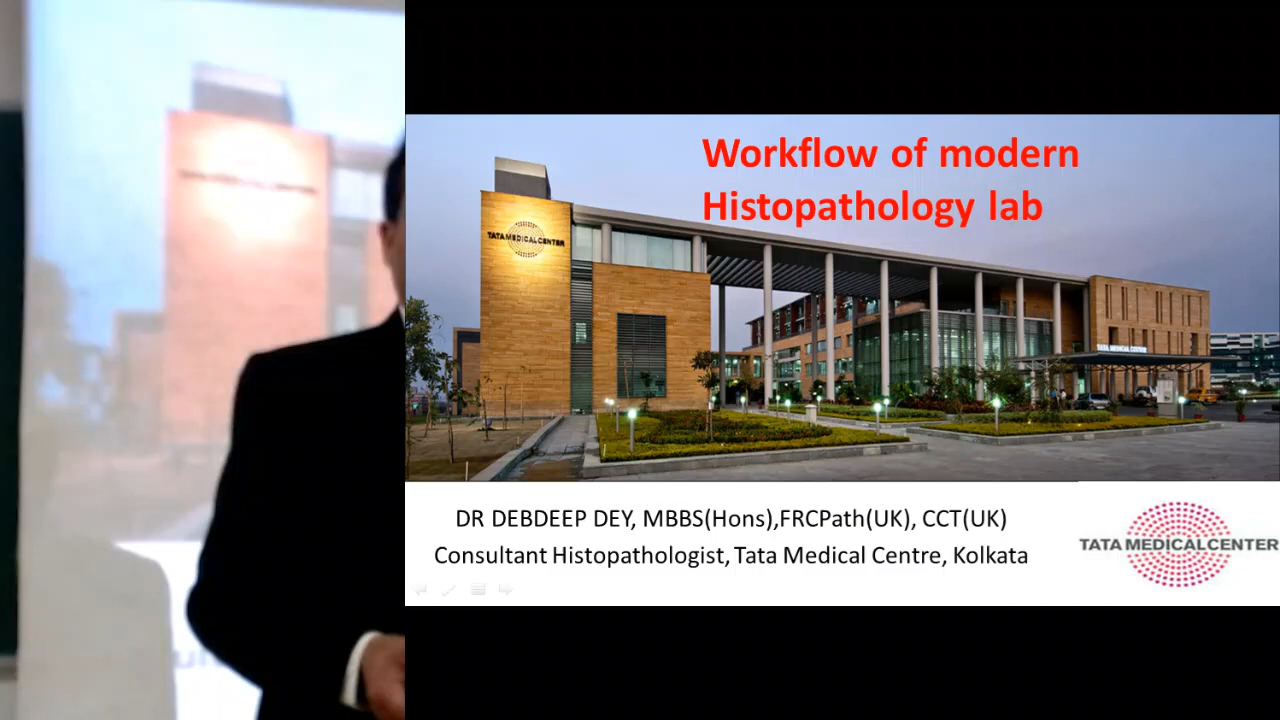 Workflow of modern
Histopathology lab
TATA MEDICAL CENTER
TATA MEDICAL CENTER
DR DEBDEEP DEY, MBBS(Hons),FRCPath(UK), CCT(UK)
Consultant Histopathologist, Tata Medical Centre, Kolkata
TATA MEDICAL CENTER